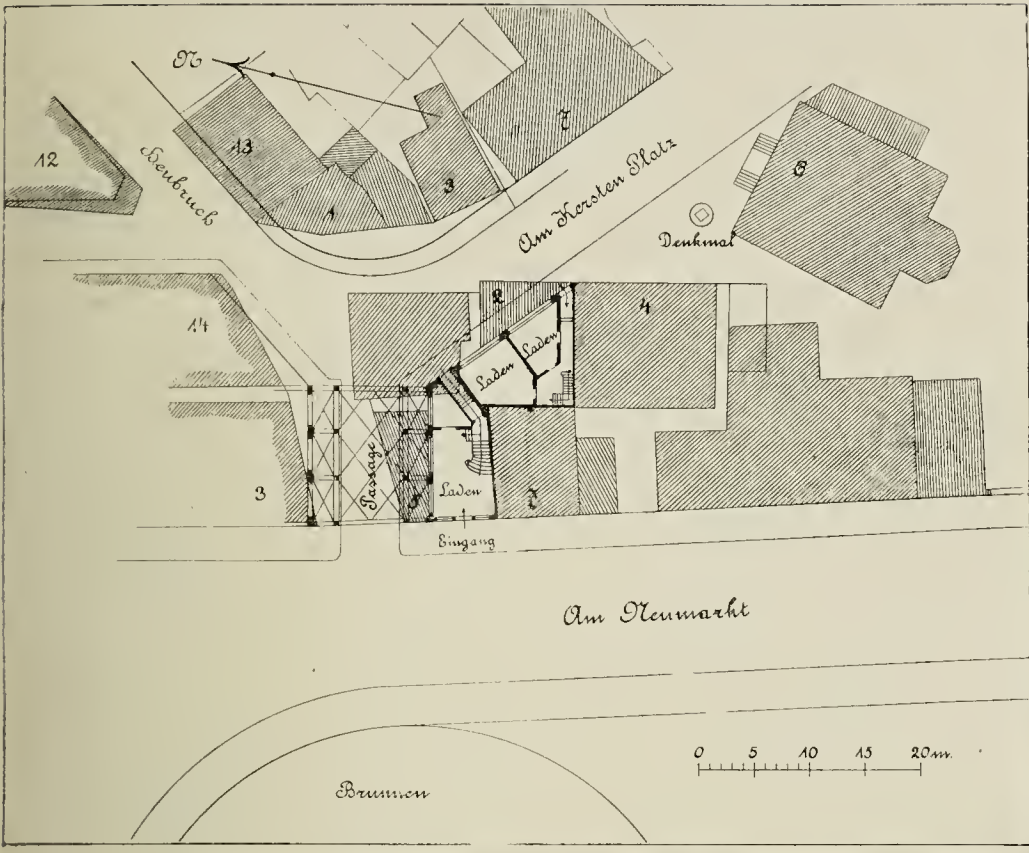 N
12
13
Heubruch
1
3
7
Am Kersten Platz
6
Denkmal
14
2
4
Laden
Laden
3
Passage
5
Laden
7
Eingang
Am Neumarkt
0 5 10 15 20 m.
Brunnen